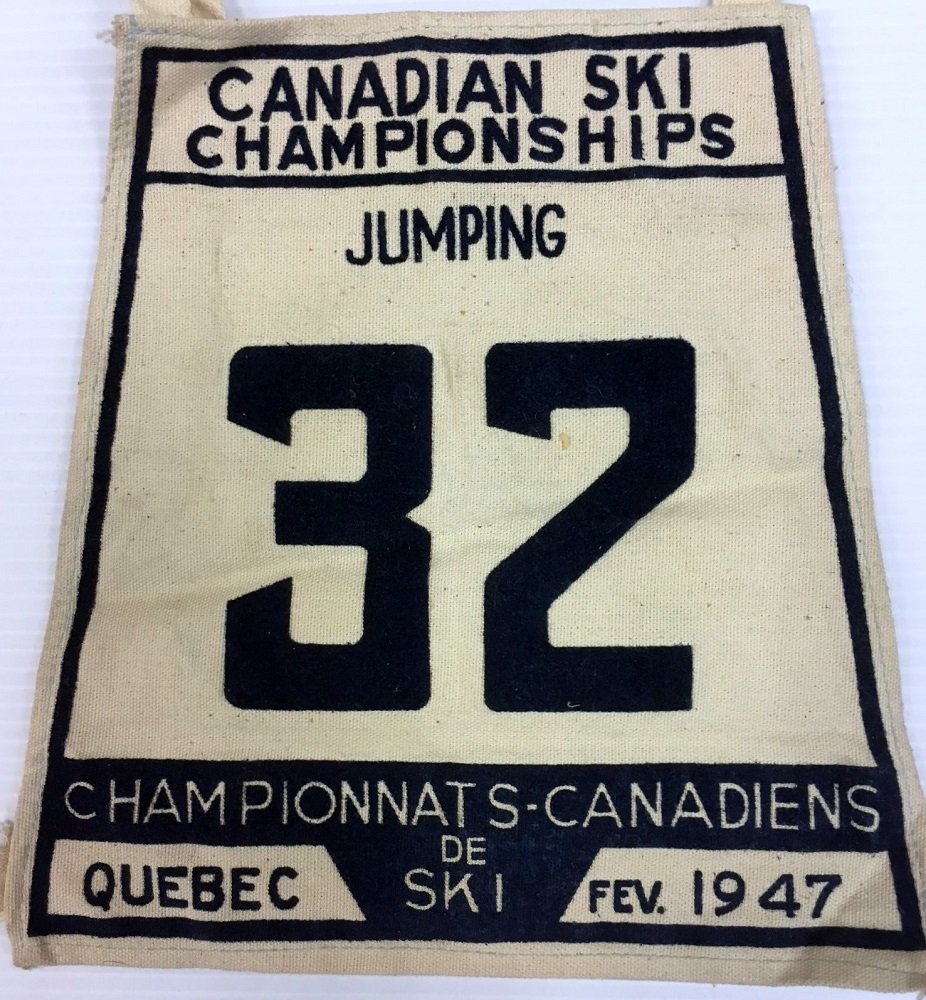 CANADIAN SKI
CHAMPIONSHIPS
JUMPING
32
CHAMPIONNATS-CANADIENS
DE
SKI
QUEBEC
FEV. 1947